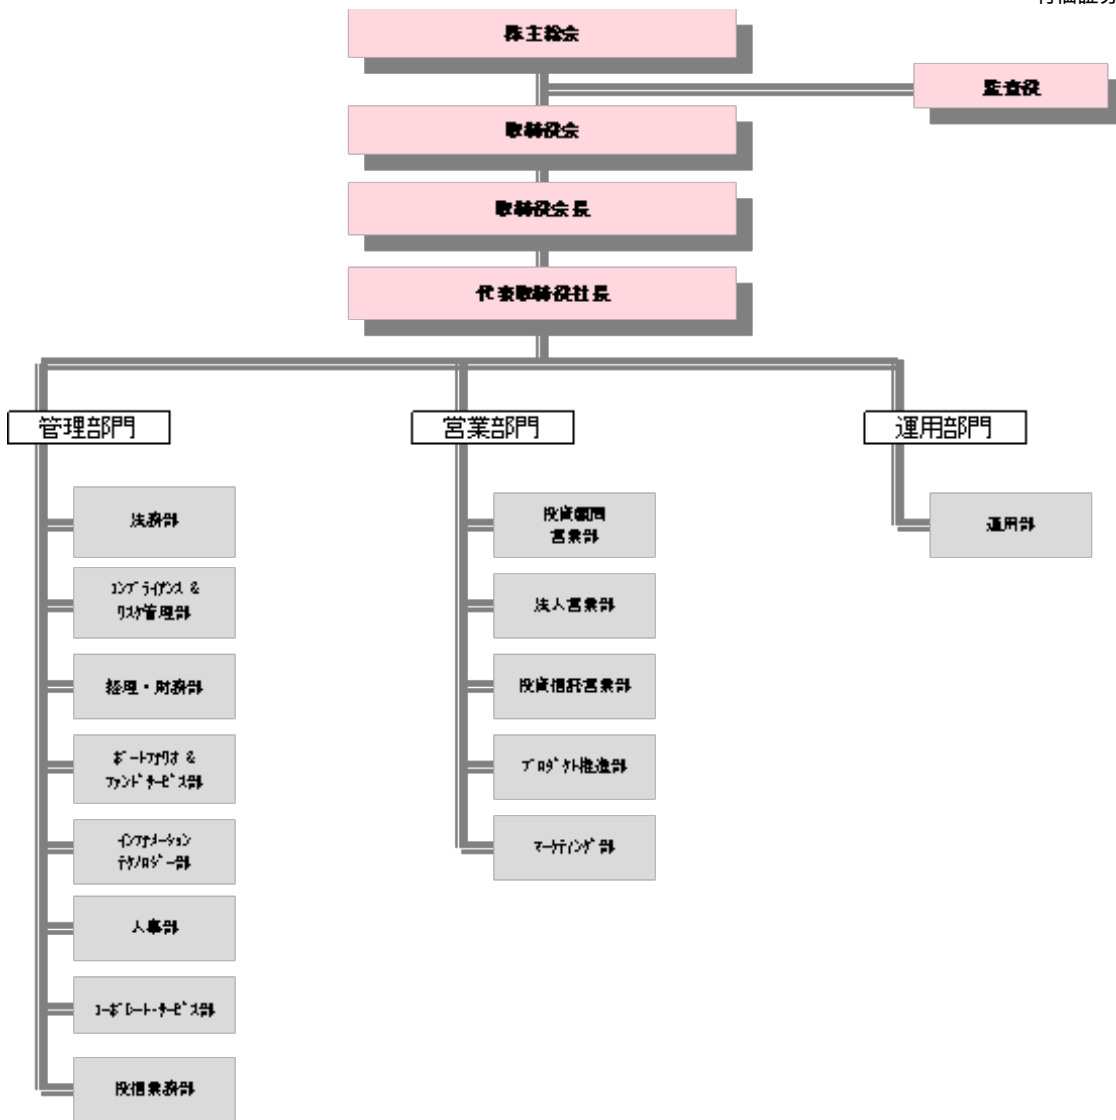 株主総会
監査役
取締役会
取締役会長
代表取締役社長
管理部門
営業部門
運用部門
法務部
コンプライアンス &
リスク管理部
経理・財務部
ポートフォリオ &
ファンド サービス部
インフォメーション
テクノロジー部
人事部
コーポレート・サービス部
投信業務部
投資顧問
営業部
法人営業部
投資信託営業部
プロダクト推進部
マーケティング部
運用部